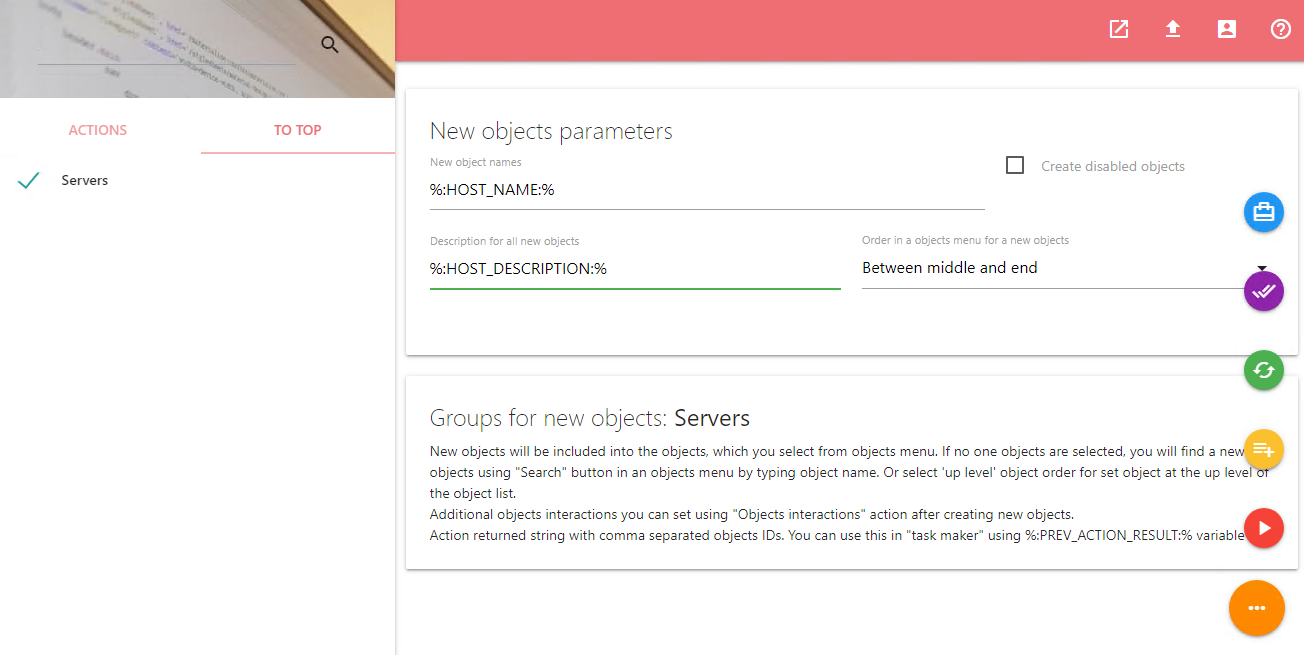 ACTIONS
TO TOP
Servers
New objects parameters
New object names
%:HOST_NAME:%
Create disabled objects
Description for all new objects
%:HOST_DESCRIPTION:%
Order in a objects menu for a new objects
Between middle and end
Groups for new objects: Servers
New objects will be included into the objects, which you select from objects menu. If no one objects are selected, you will find a new
objects using "Search" button in an objects menu by typing object name. Or select 'up level' object order for set object at the up level of
the object list.
Additional objects interactions you can set using "Objects interactions" action after creating new objects.
Action returned string with comma separated objects IDs. You can use this in "task maker" using %:PREV_ACTION_RESULT:% variable